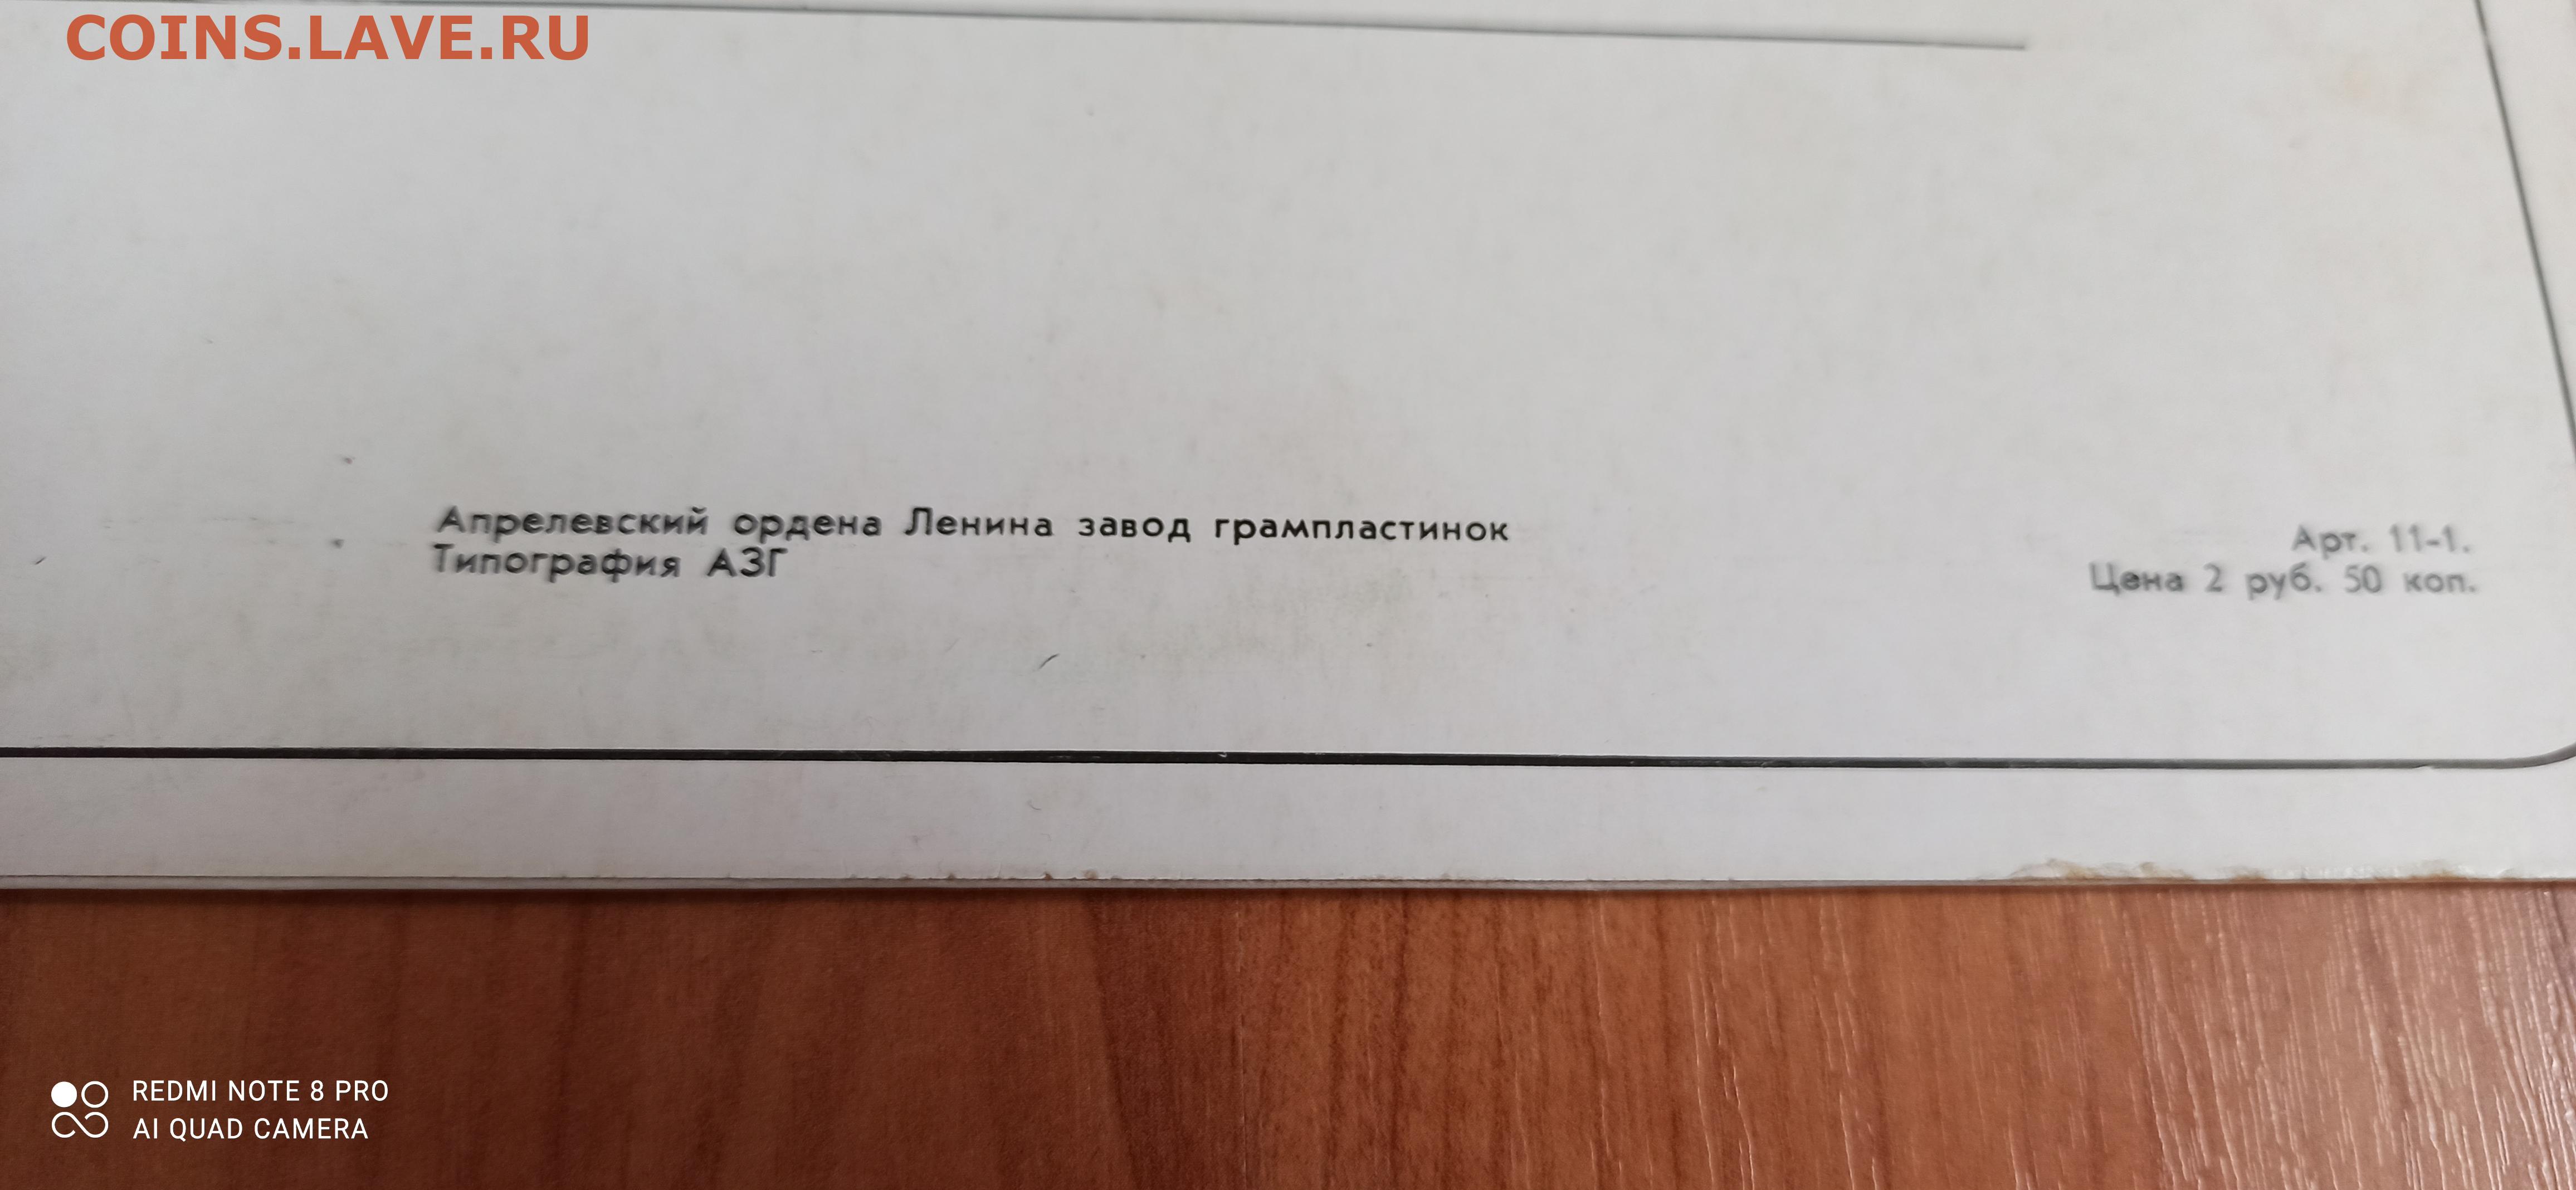 COINS.LAVE.RU
Апрелевский ордена Ленина завод грампластинок
Типография АЗГ
Арт. 11-1.
Цена 2 руб. 50 коп.
REDMI NOTE 8 PRO
AI QUAD CAMERA